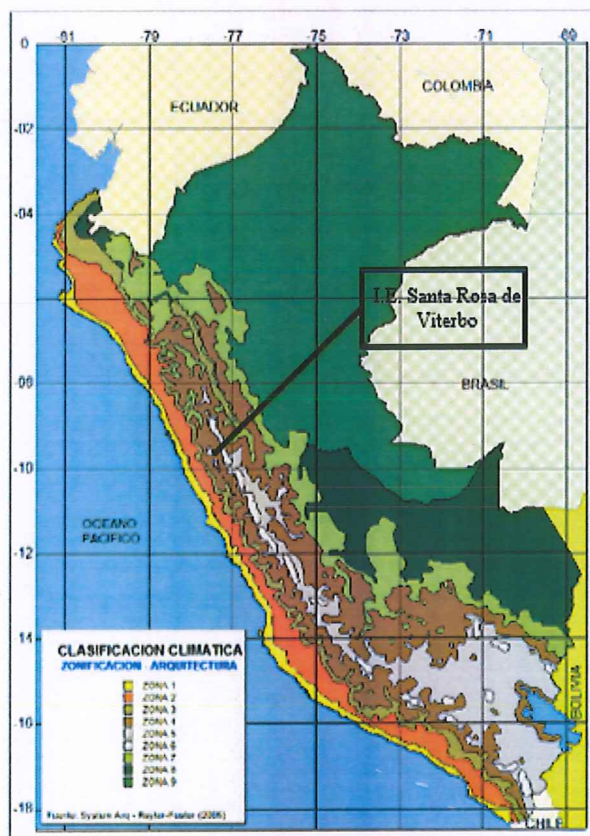 -81 -79 -77 -75 -73 -71 -69
0
-02
-04
-08
-10
-12
-14
-16
-18
ECUADOR
COLOMBIA
I.E. Santa Rosa de
Viterbo
BRASIL
OCEANO
PACIFICO
BOLIVIA
CHILE
CLASIFICACION CLIMATICA
ZONIFICACION - ARQUITECTURA
ZONA 1
ZONA 2
ZONA 3
ZONA 4
ZONA 5
ZONA 6
ZONA 7
ZONA 8
ZONA 9